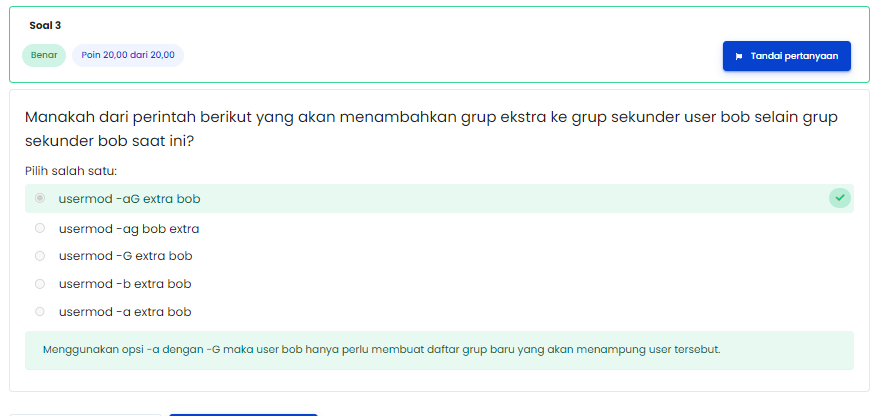 Soal 3
Benar
Poin 20,00 dari 20,00
Tandai pertanyaan
Manakah dari perintah berikut yang akan menambahkan grup ekstra ke grup sekunder user bob selain grup
sekunder bob saat ini?
Pilih salah satu:
usermod -aG extra bob
usermod -ag bob extra
usermod -G extra bob
usermod -b extra bob
usermod -a extra bob
Menggunakan opsi -a dengan -G maka user bob hanya perlu membuat daftar grup baru yang akan menampung user tersebut.